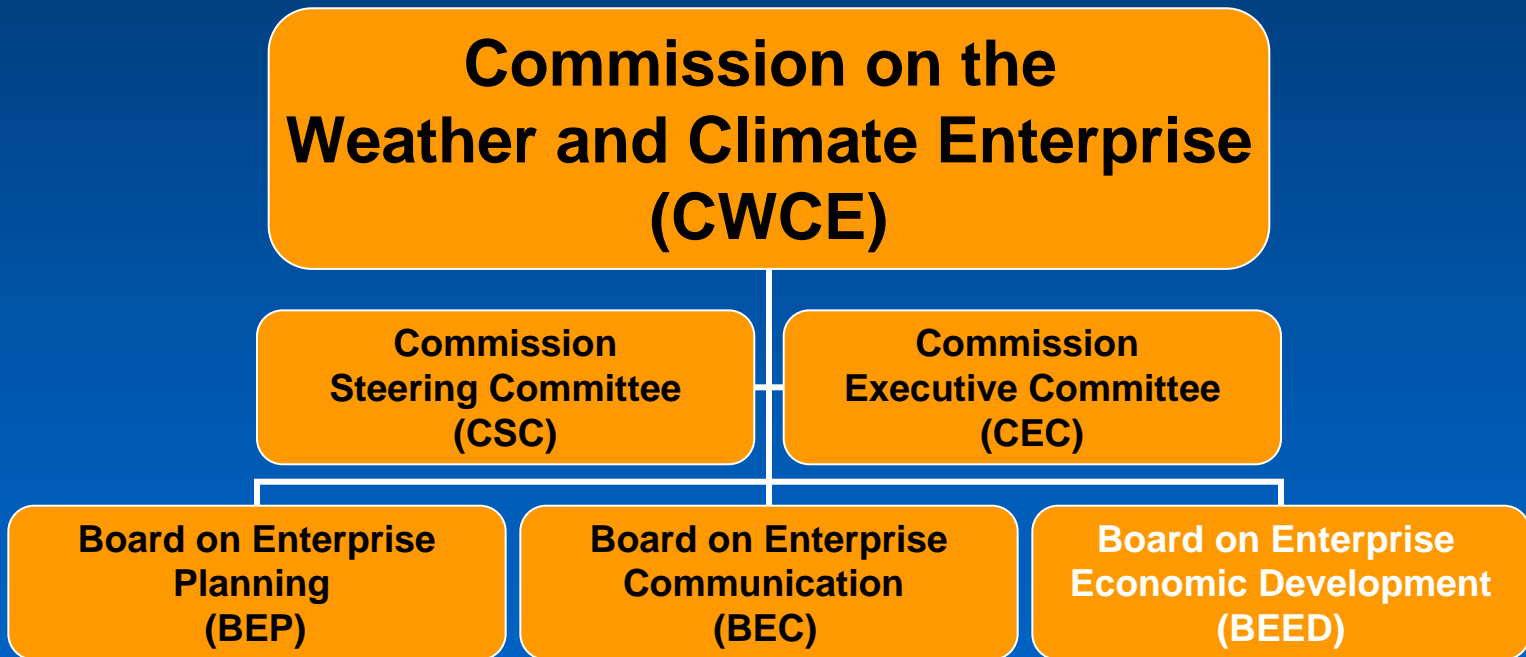 Commission on the
Weather and Climate Enterprise
(CWCE)
Commission
Steering Committee
(CSC)
Commission
Executive Committee
(CEC)
Board on Enterprise
Planning
(BEP)
Board on Enterprise
Communication
(BEC)
Board on Enterprise
Economic Development
(BEED)